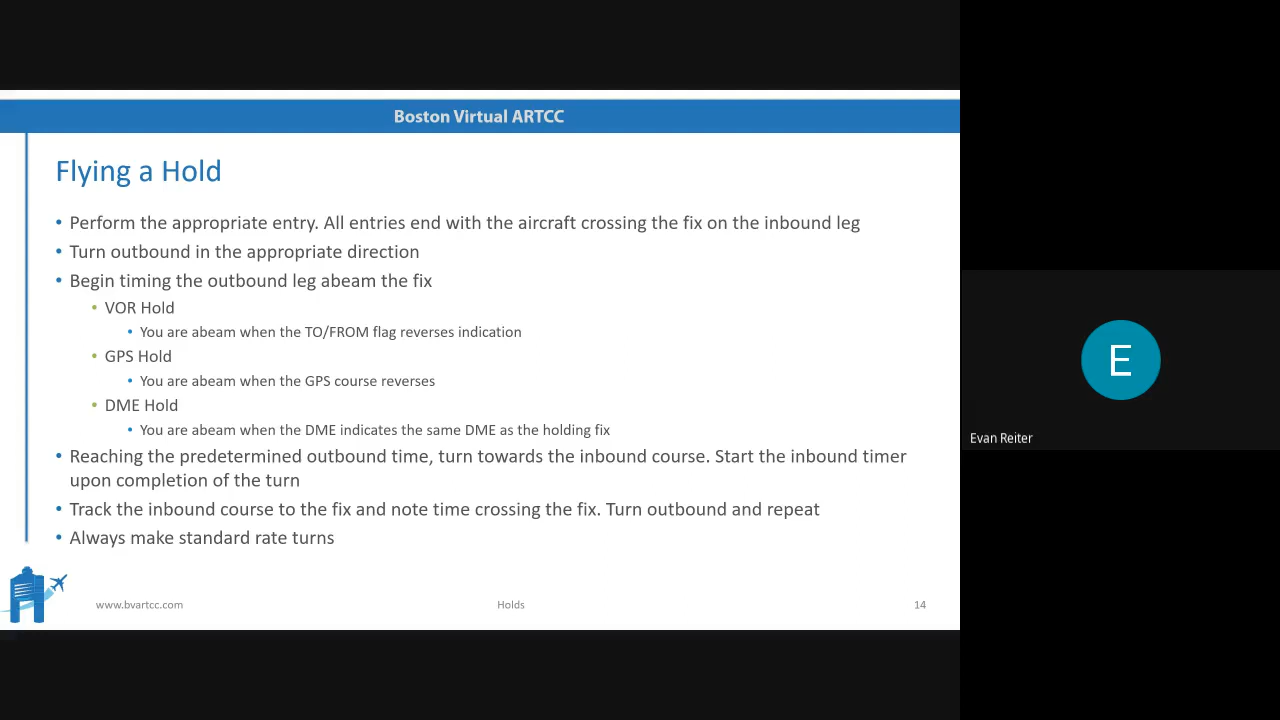 Boston Virtual ARTCC
Flying a Hold
• Perform the appropriate entry. All entries end with the aircraft crossing the fix on the inbound leg
• Turn outbound in the appropriate direction
• Begin timing the outbound leg abeam the fix
• VOR Hold
• You are abeam when the TO/FROM flag reverses indication
• GPS Hold
• You are abeam when the GPS course reverses
• DME Hold
• You are abeam when the DME indicates the same DME as the holding fix
• Reaching the predetermined outbound time, turn towards the inbound course. Start the inbound timer
upon completion of the turn
• Track the inbound course to the fix and note time crossing the fix. Turn outbound and repeat
• Always make standard rate turns
www.bvartcc.com
Holds
14
E
Evan Reiter